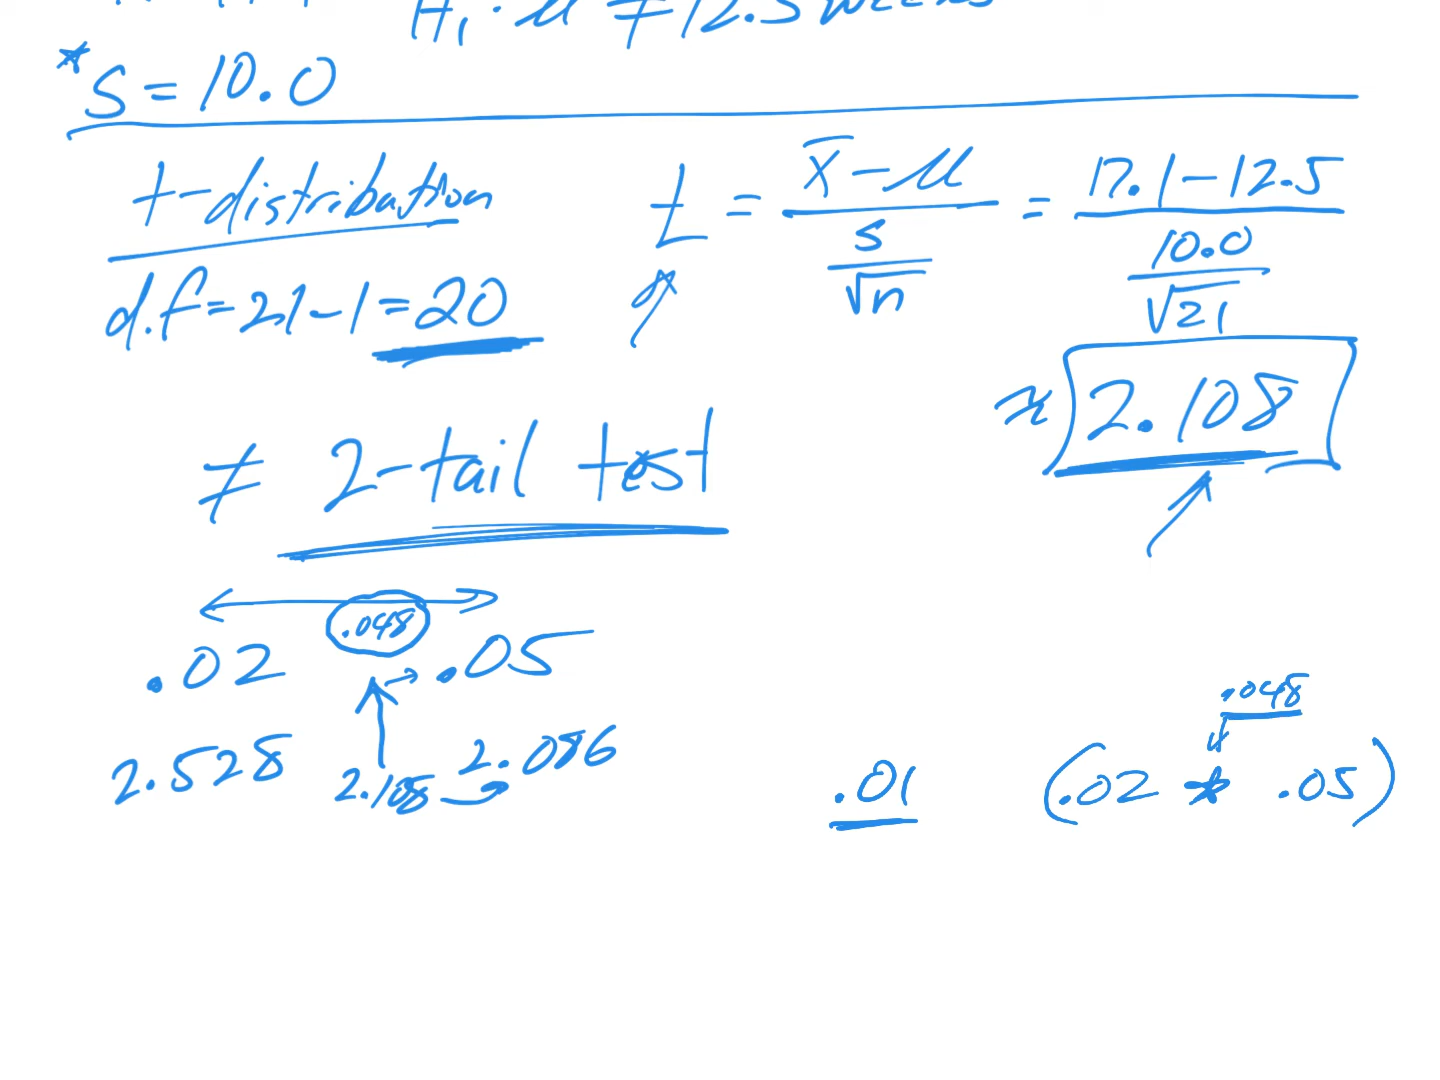 H₁: μ ≠ 12.5 weeks
* S = 10.0
t-distribution
t = x̄ - μ / s / √n = 17.1 - 12.5 / 10.0 / √21
d.f = 21 - 1 = 20
≈ 2.108
≠ 2-tail test
.02 .048 .05
2.528 2.108 2.086
.048
.01 (.02 * .05)